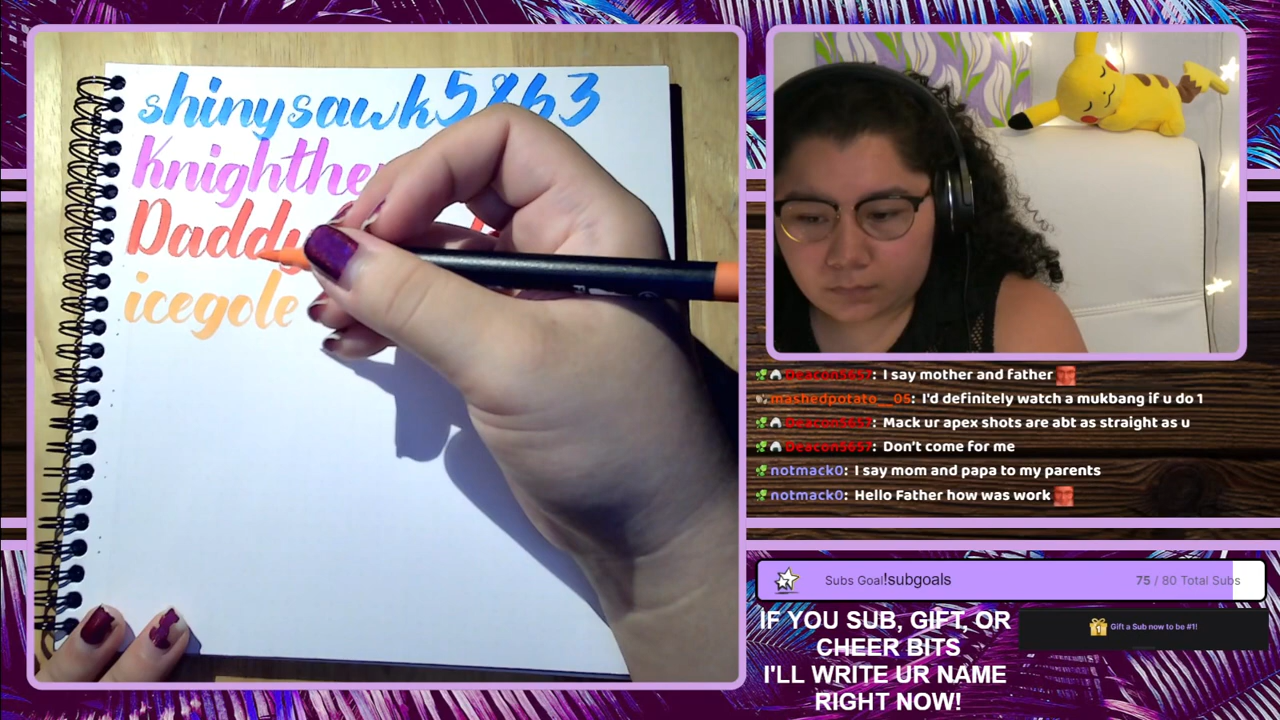 shinysawk5863
knighthe
Daddy
icegole
Deacon5657: I say mother and father
mashedpotato__05: I'd definitely watch a mukbang if u do 1
Deacon5657: Mack ur apex shots are abt as straight as u
Deacon5657: Don't come for me
notmack0: I say mom and papa to my parents
notmack0: Hello Father how was work
Subs Goal!subgoals
75 / 80 Total Subs
1 Gift a Sub now to be #1!
IF YOU SUB, GIFT, OR
CHEER BITS
I'LL WRITE UR NAME
RIGHT NOW!